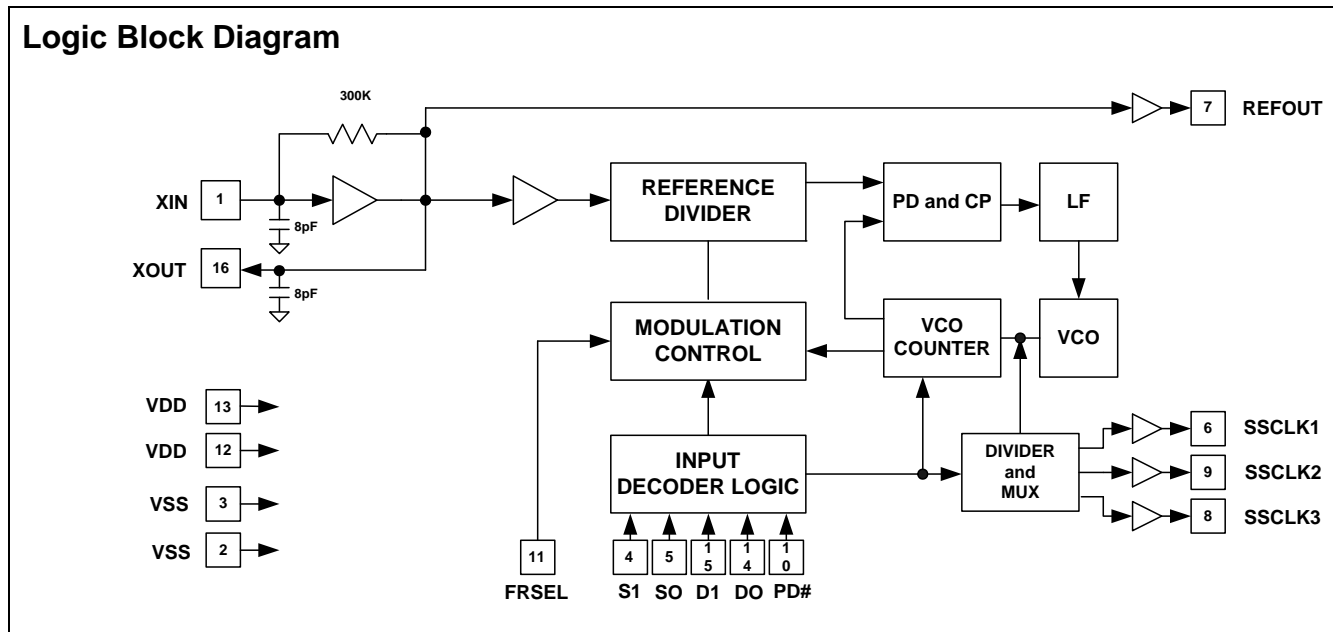 Logic Block Diagram
300K
7
REFOUT
XIN
1
8pF
REFERENCE
DIVIDER
PD and CP
LF
XOUT
16
8pF
MODULATION
CONTROL
VCO
COUNTER
VCO
VDD
13
VDD
12
VSS
3
VSS
2
INPUT
DECODER LOGIC
DIVIDER
and
MUX
6
SSCLK1
9
SSCLK2
8
SSCLK3
11
FRSEL
4
S1
5
SO
1
5
D1
1
4
DO
1
0
PD#